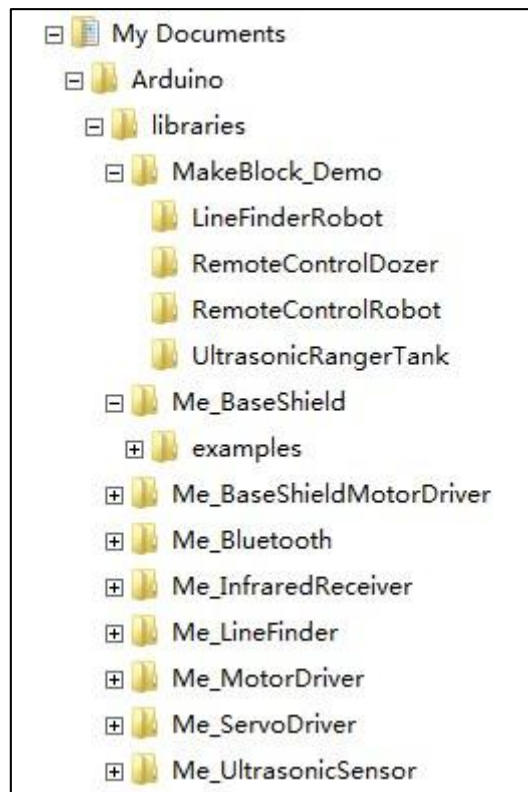 My Documents
Arduino
libraries
MakeBlock_Demo
LineFinderRobot
RemoteControlDozer
RemoteControlRobot
UltrasonicRangerTank
Me_BaseShield
examples
Me_BaseShieldMotorDriver
Me_Bluetooth
Me_InfraredReceiver
Me_LineFinder
Me_MotorDriver
Me_ServoDriver
Me_UltrasonicSensor